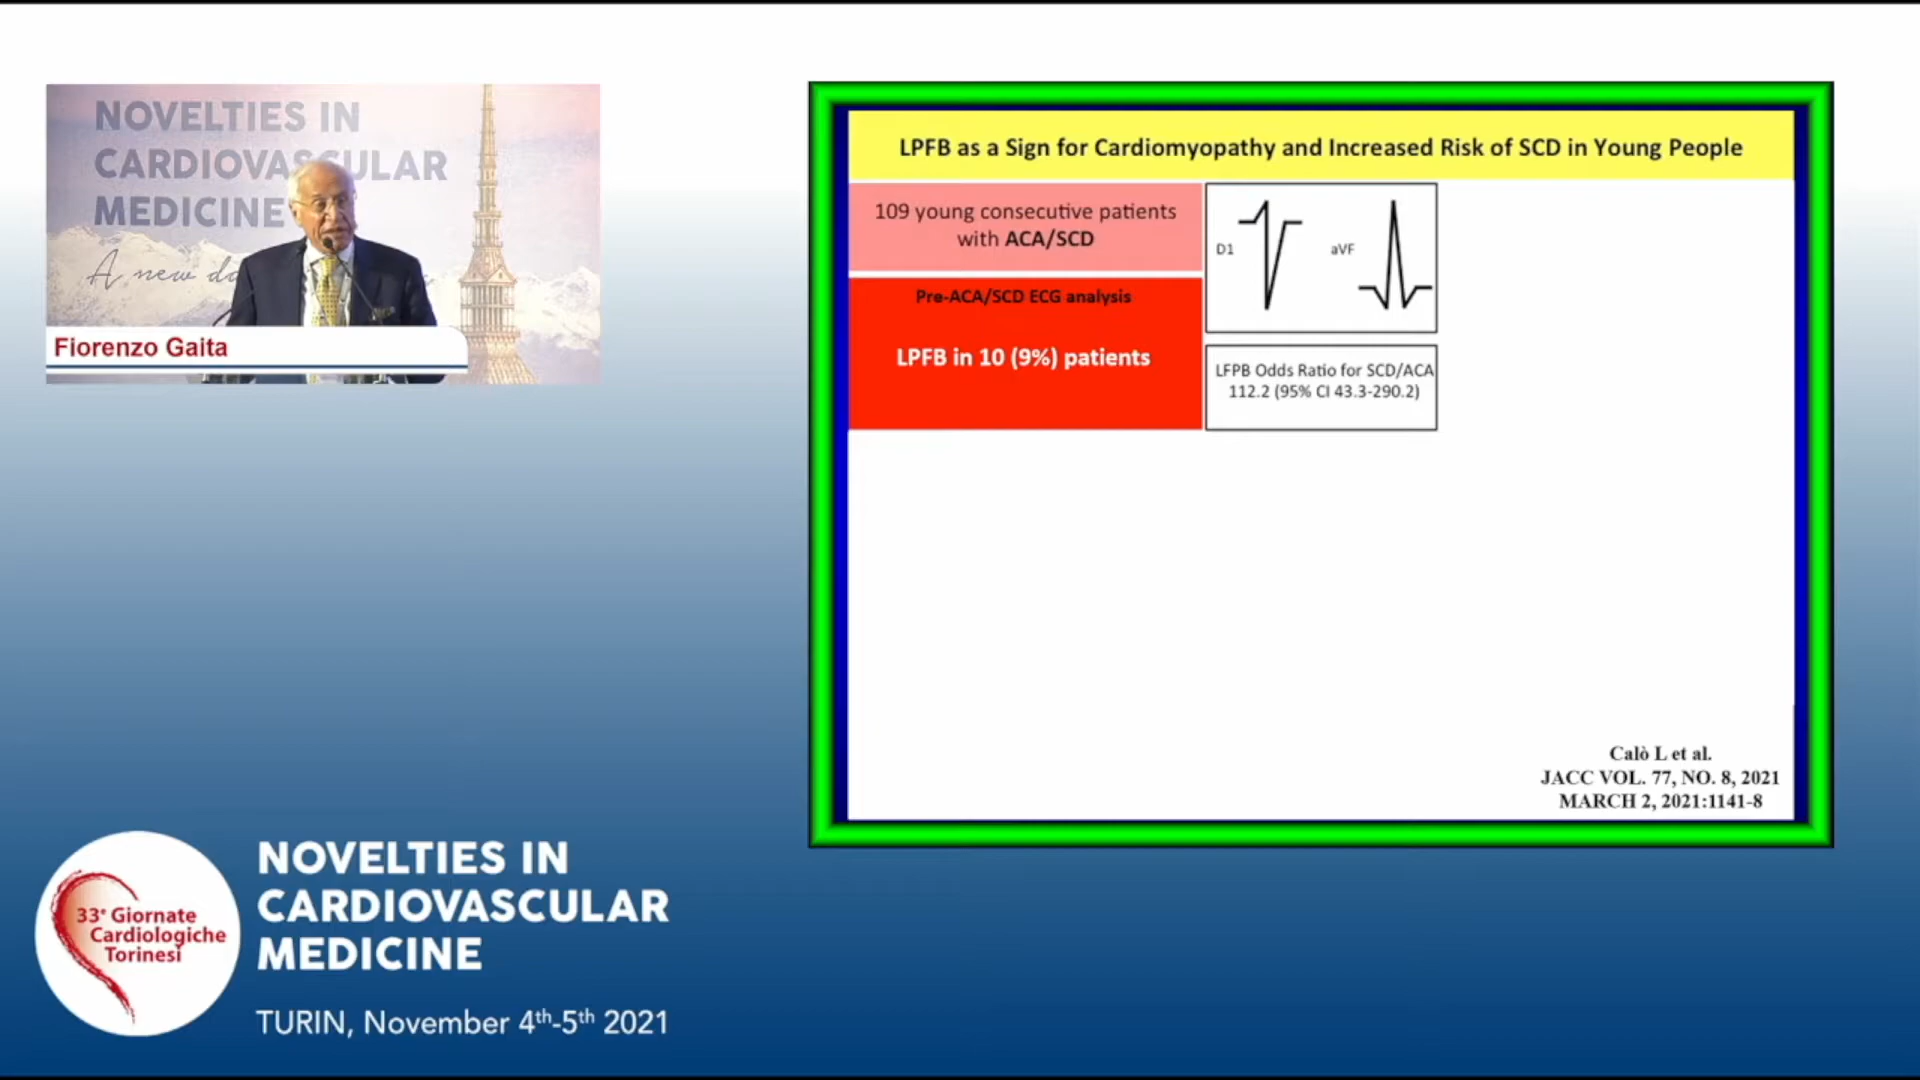 NOVELTIES IN
CARDIOVASCULAR
MEDICINE
A new
Fiorenzo Gaita
LPFB as a Sign for Cardiomyopathy and Increased Risk of SCD in Young People
109 young consecutive patients
with ACA/SCD
Pre-ACA/SCD ECG analysis
LPFB in 10 (9%) patients
D1
aVF
LFPB Odds Ratio for SCD/ACA
112.2 (95% CI 43.3-290.2)
Calò L et al.
JACC VOL. 77, NO. 8, 2021
MARCH 2, 2021:1141-8
33e Giornate
Cardiologiche
Torinesi
NOVELTIES IN
CARDIOVASCULAR
MEDICINE
TURIN, November 4th-5th 2021